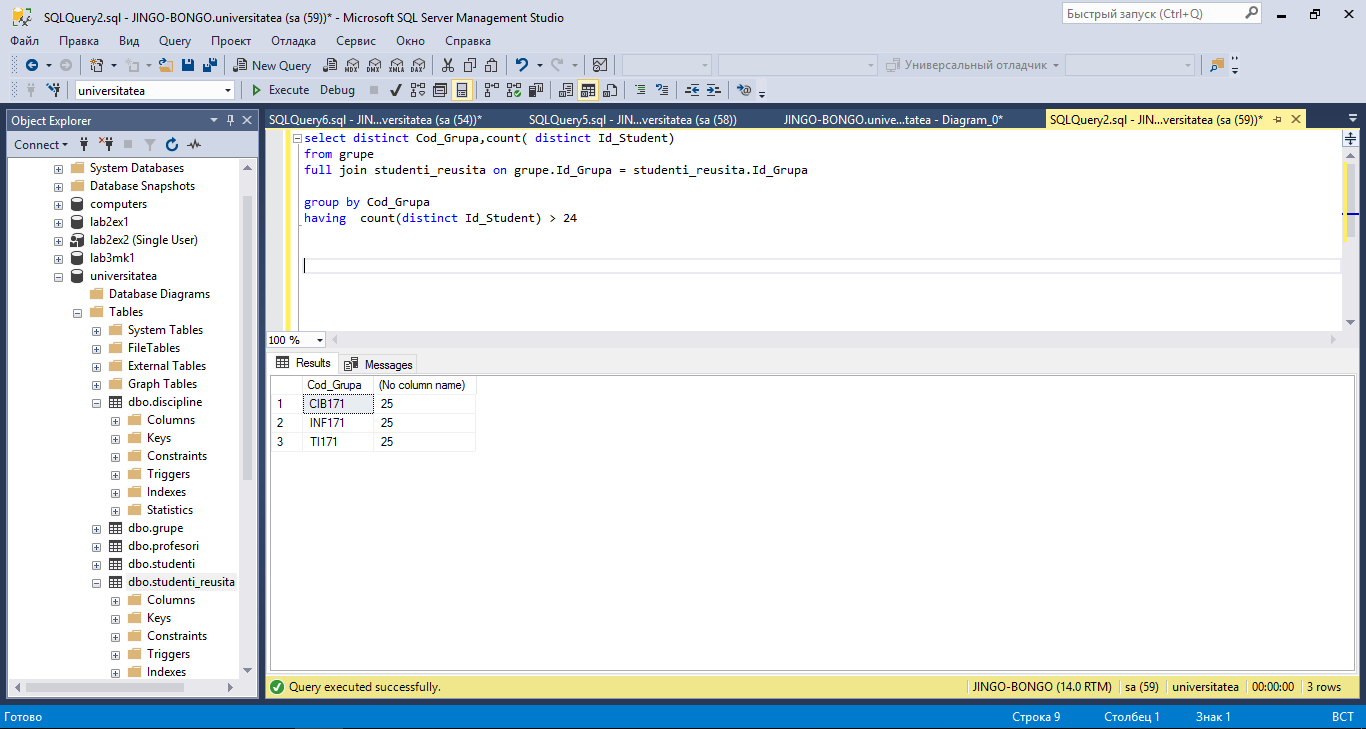 SQLQuery2.sql - JINGO-BONGO.universitatea (sa (59))* - Microsoft SQL Server Management Studio
Быстрый запуск (Ctrl+Q)
Файл Правка Вид Query Проект Отладка Сервис Окно Справка
New Query MDX DMX XMLA DAX Универсальный отладчик
universitatea Execute Debug
Object Explorer
SQLQuery6.sql - JIN...versitatea (sa (54))* SQLQuery5.sql - JIN...versitatea (sa (58)) JINGO-BONGO.unive...tatea - Diagram_0* SQLQuery2.sql - JIN...versitatea (sa (59))*
Connect
System Databases
Database Snapshots
computers
lab2ex1
lab2ex2 (Single User)
lab3mk1
universitatea
Database Diagrams
Tables
System Tables
FileTables
External Tables
Graph Tables
dbo.discipline
Columns
Keys
Constraints
Triggers
Indexes
Statistics
dbo.grupe
dbo.profesori
dbo.studenti
dbo.studenti_reusita
Columns
Keys
Constraints
Triggers
Indexes
select distinct Cod_Grupa,count( distinct Id_Student)
from grupe
full join studenti_reusita on grupe.Id_Grupa = studenti_reusita.Id_Grupa
group by Cod_Grupa
having  count(distinct Id_Student) > 24
100 %
Results Messages
Cod_Grupa (No column name)
1 CIB171 25
2 INF171 25
3 TI171 25
Query executed successfully. JINGO-BONGO (14.0 RTM) sa (59) universitatea 00:00:00 3 rows
Готово Строка 9 Столбец 1 Знак 1 ВСТ